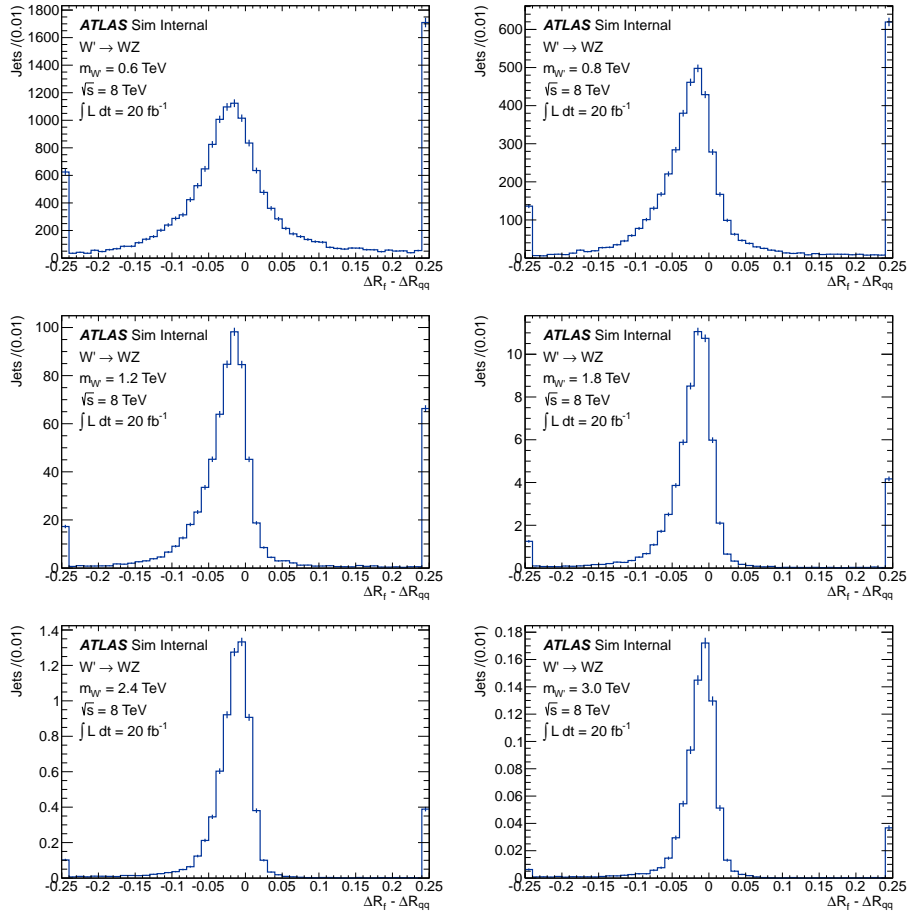 Jets /(0.01)
1800
1600
1400
1200
1000
800
600
400
200
0
ATLAS Sim Internal
W' → WZ
m_W' = 0.6 TeV
√s = 8 TeV
∫ L dt = 20 fb⁻¹
-0.25 -0.2 -0.15 -0.1 -0.05 0 0.05 0.1 0.15 0.2 0.25
ΔR_f - ΔR_qq
Jets /(0.01)
600
500
400
300
200
100
0
ATLAS Sim Internal
W' → WZ
m_W' = 0.8 TeV
√s = 8 TeV
∫ L dt = 20 fb⁻¹
-0.25 -0.2 -0.15 -0.1 -0.05 0 0.05 0.1 0.15 0.2 0.25
ΔR_f - ΔR_qq
Jets /(0.01)
100
80
60
40
20
0
ATLAS Sim Internal
W' → WZ
m_W' = 1.2 TeV
√s = 8 TeV
∫ L dt = 20 fb⁻¹
-0.25 -0.2 -0.15 -0.1 -0.05 0 0.05 0.1 0.15 0.2 0.25
ΔR_f - ΔR_qq
Jets /(0.01)
10
8
6
4
2
0
ATLAS Sim Internal
W' → WZ
m_W' = 1.8 TeV
√s = 8 TeV
∫ L dt = 20 fb⁻¹
-0.25 -0.2 -0.15 -0.1 -0.05 0 0.05 0.1 0.15 0.2 0.25
ΔR_f - ΔR_qq
Jets /(0.01)
1.4
1.2
1
0.8
0.6
0.4
0.2
0
ATLAS Sim Internal
W' → WZ
m_W' = 2.4 TeV
√s = 8 TeV
∫ L dt = 20 fb⁻¹
-0.25 -0.2 -0.15 -0.1 -0.05 0 0.05 0.1 0.15 0.2 0.25
ΔR_f - ΔR_qq
Jets /(0.01)
0.18
0.16
0.14
0.12
0.1
0.08
0.06
0.04
0.02
0
ATLAS Sim Internal
W' → WZ
m_W' = 3.0 TeV
√s = 8 TeV
∫ L dt = 20 fb⁻¹
-0.25 -0.2 -0.15 -0.1 -0.05 0 0.05 0.1 0.15 0.2 0.25
ΔR_f - ΔR_qq